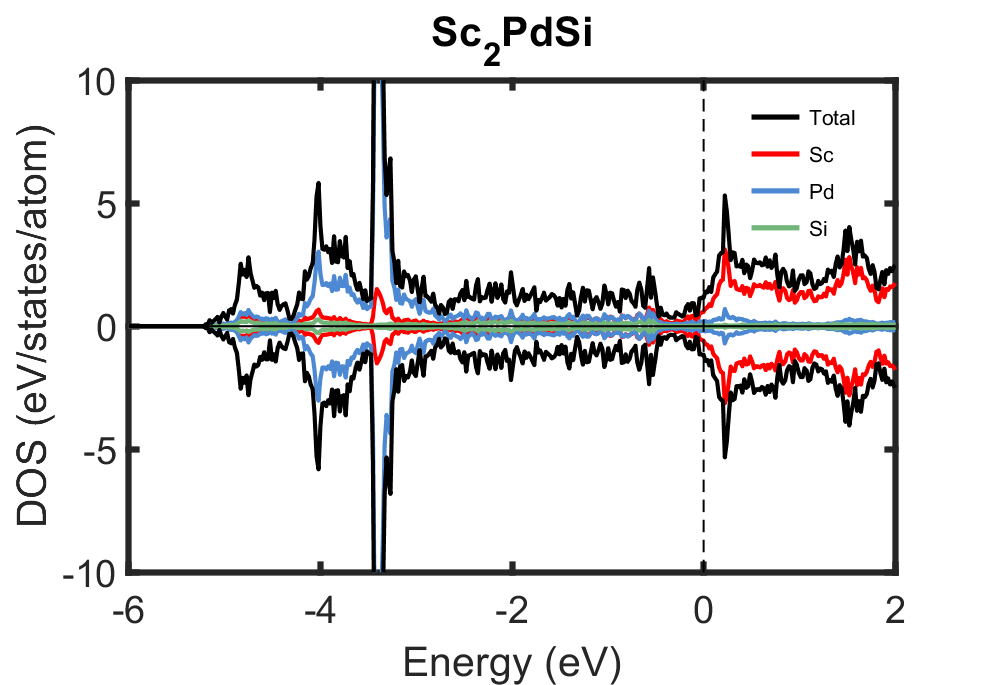 Sc₂PdSi
10
5
0
-5
-10
DOS (eV/states/atom)
Total
Sc
Pd
Si
-6 -4 -2 0 2
Energy (eV)